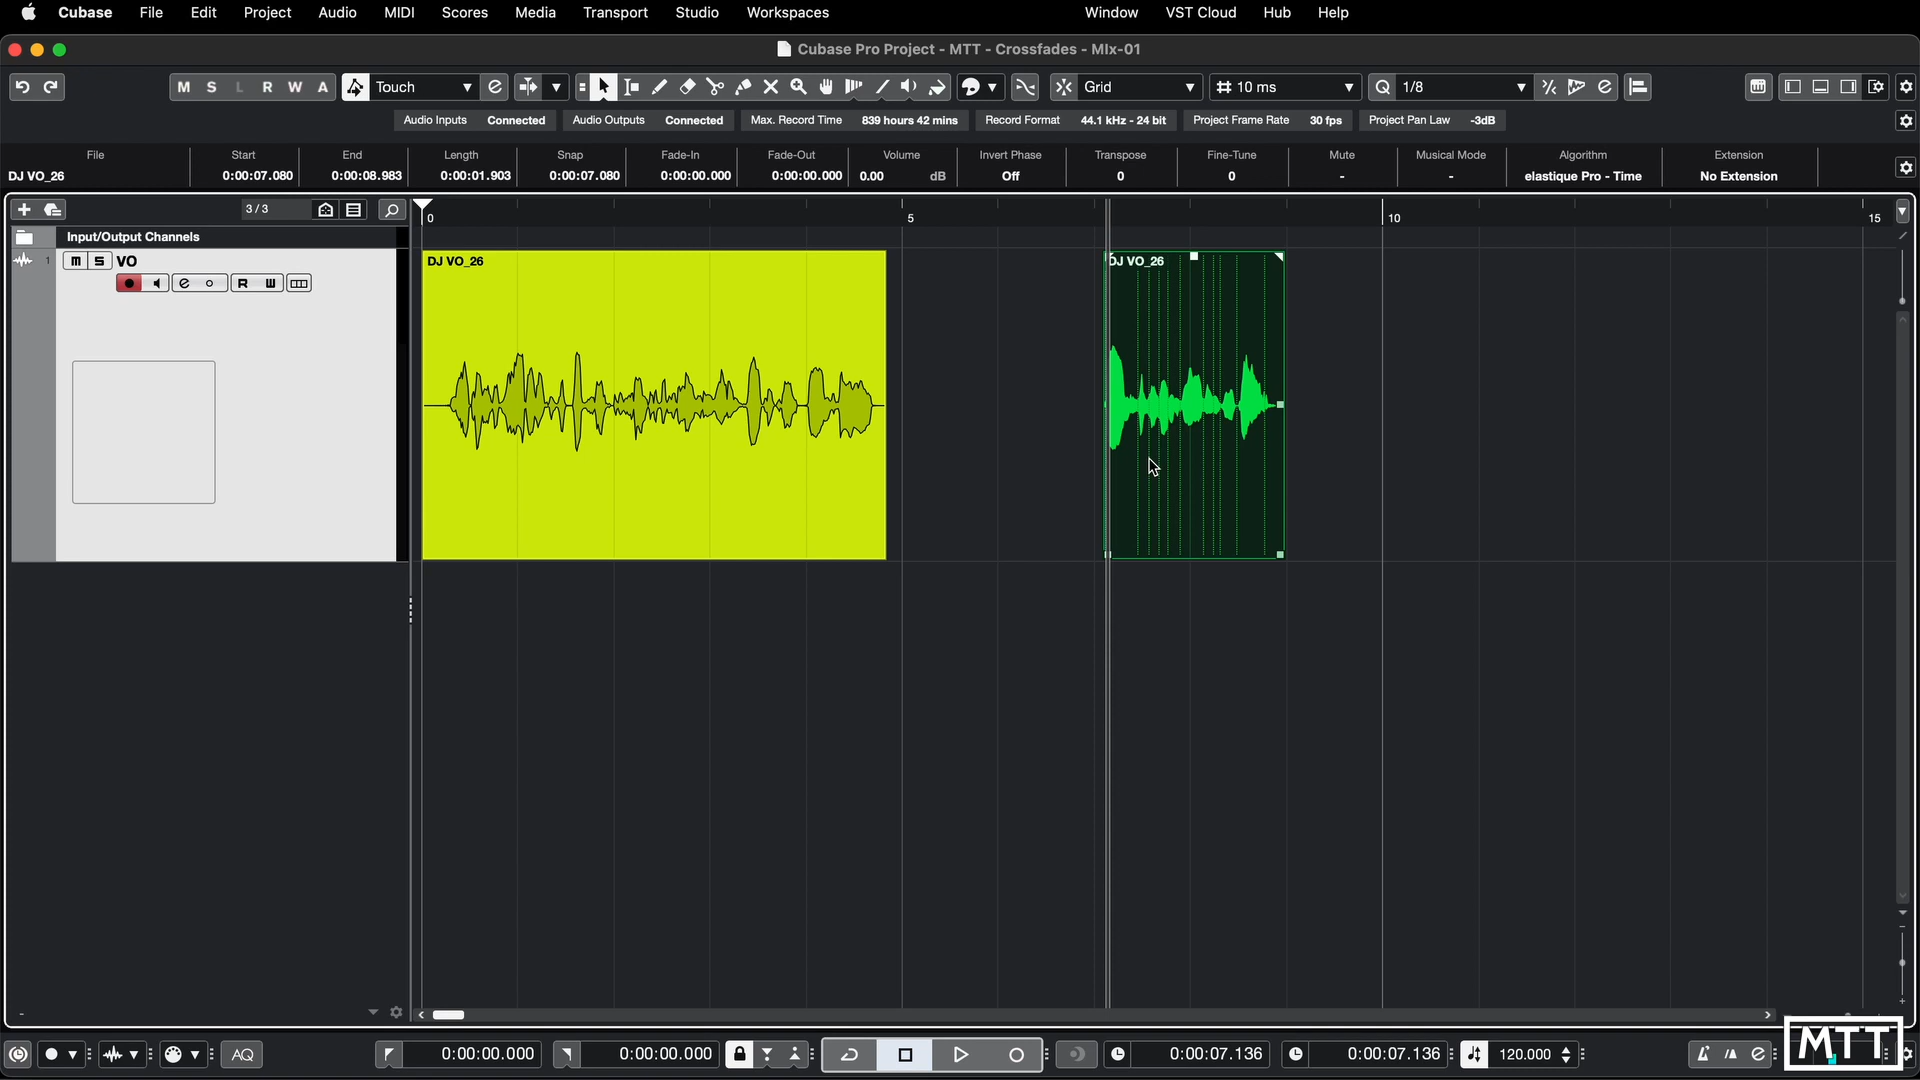 Cubase File Edit Project Audio MIDI Scores Media Transport Studio Workspaces Window VST Cloud Hub Help
Cubase Pro Project - MTT - Crossfades - MIx-01
M S L R W A Touch Grid 10 ms Q 1/8
Audio Inputs Connected Audio Outputs Connected Max. Record Time 839 hours 42 mins Record Format 44.1 kHz - 24 bit Project Frame Rate 30 fps Project Pan Law -3dB
File Start End Length Snap Fade-In Fade-Out Volume Invert Phase Transpose Fine-Tune Mute Musical Mode Algorithm Extension
DJ VO_26 0:00:07.080 0:00:08.983 0:00:01.903 0:00:07.080 0:00:00.000 0:00:00.000 0.00 dB Off 0 0 - - elastique Pro - Time No Extension
3/3
0 5 10 15
Input/Output Channels
1 m S VO
DJ VO_26
DJ VO_26
e R W
AQ 0:00:00.000 0:00:00.000 0:00:07.136 0:00:07.136 120.000
MTT